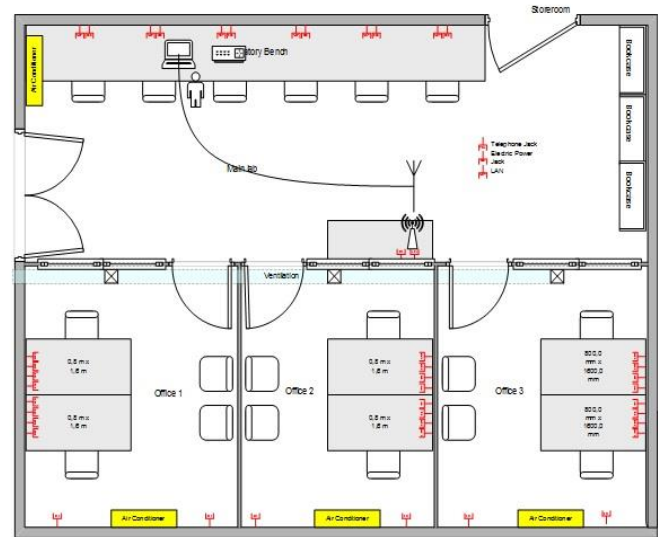 Storeroom
Air Conditioner
atory Bench
Bookcase
Bookcase
Bookcase
Telephone Jack
Electric Power
Jack
LAN
Main lab
Ventilation
0,8 m x
1,6 m
0,8 m x
1,6 m
Office 1
0,8 m x
1,6 m
0,8 m x
1,6 m
Office 2
800,0
mm x
1600,0
mm
800,0
mm x
1600,0
mm
Office 3
Air Conditioner
Air Conditioner
Air Conditioner